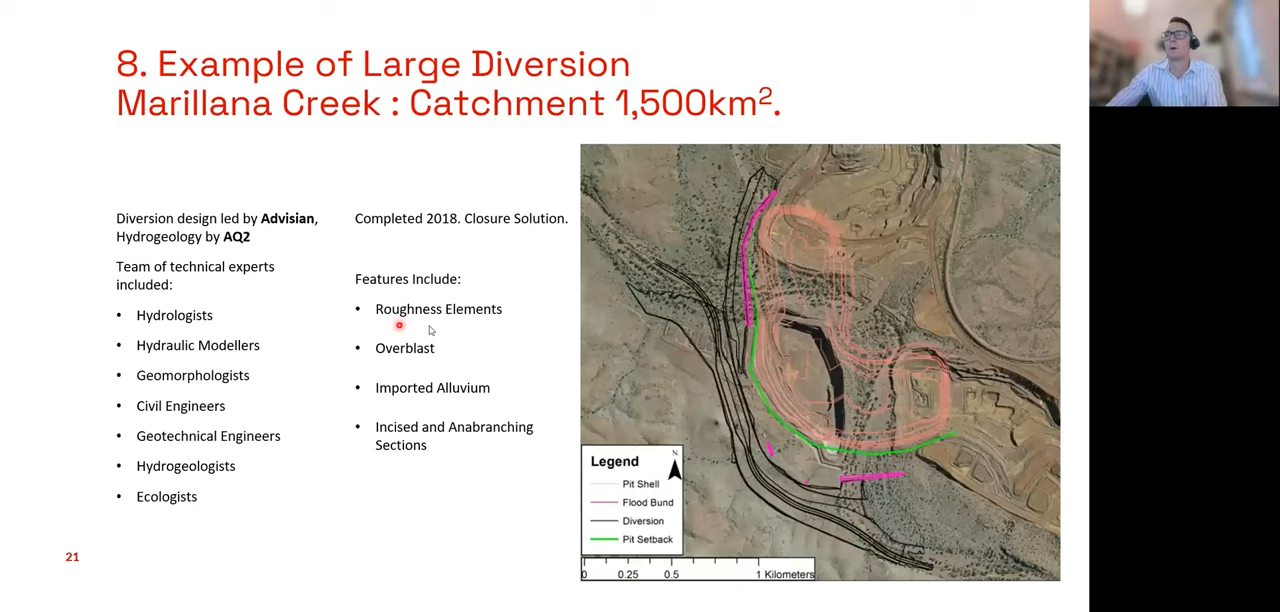 8. Example of Large Diversion
Marillana Creek : Catchment 1,500km².
Diversion design led by Advisian,
Hydrogeology by AQ2
Team of technical experts
included:
• Hydrologists
• Hydraulic Modellers
• Geomorphologists
• Civil Engineers
• Geotechnical Engineers
• Hydrogeologists
• Ecologists
Completed 2018. Closure Solution.
Features Include:
• Roughness Elements
• Overblast
• Imported Alluvium
• Incised and Anabranching
Sections
Legend
N
Pit Shell
Flood Bund
Diversion
Pit Setback
0 0.25 0.5 1 Kilometers
21